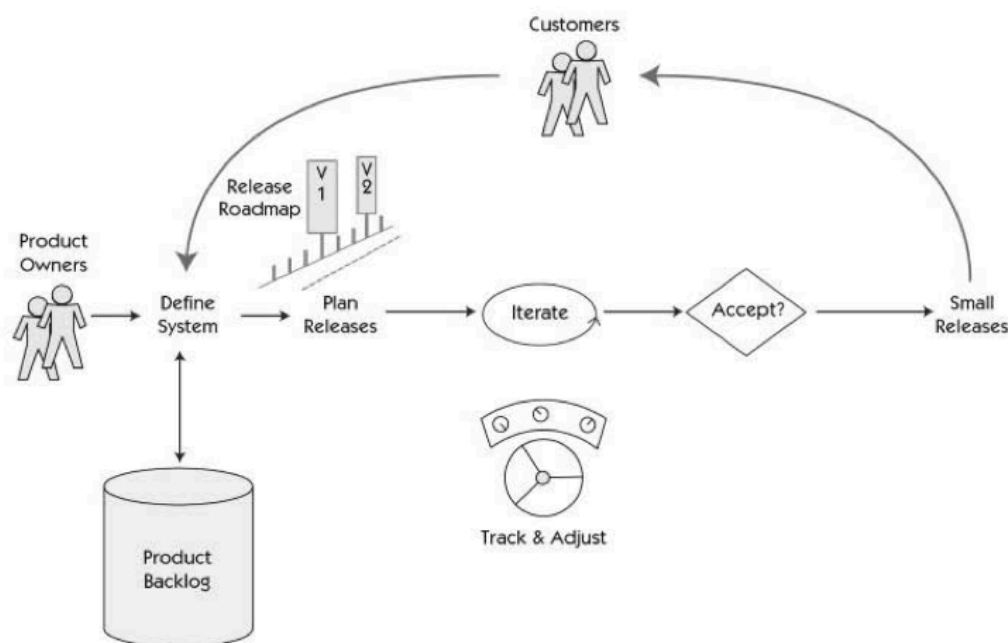 Customers
Release
Roadmap
V
1
V
2
Product
Owners
Define
System
Plan
Releases
Iterate
Accept?
Small
Releases
Track & Adjust
Product
Backlog